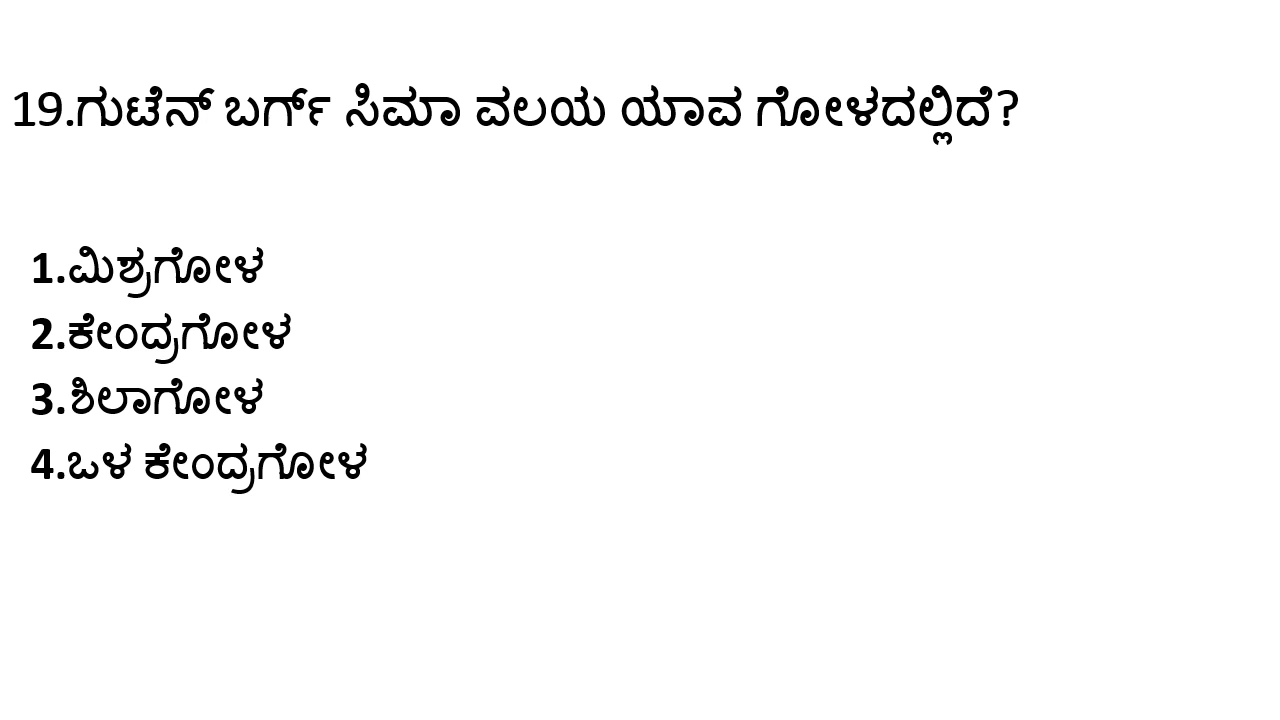 19.ಗುಟೆನ್ ಬರ್ಗ್ ಸಿಮಾ ವಲಯ ಯಾವ ಗೋಳದಲ್ಲಿದೆ?
1.ಮಿಶ್ರಗೋಳ
2.ಕೇಂದ್ರಗೋಳ
3.ಶಿಲಾಗೋಳ
4.ಒಳ ಕೇಂದ್ರಗೋಳ